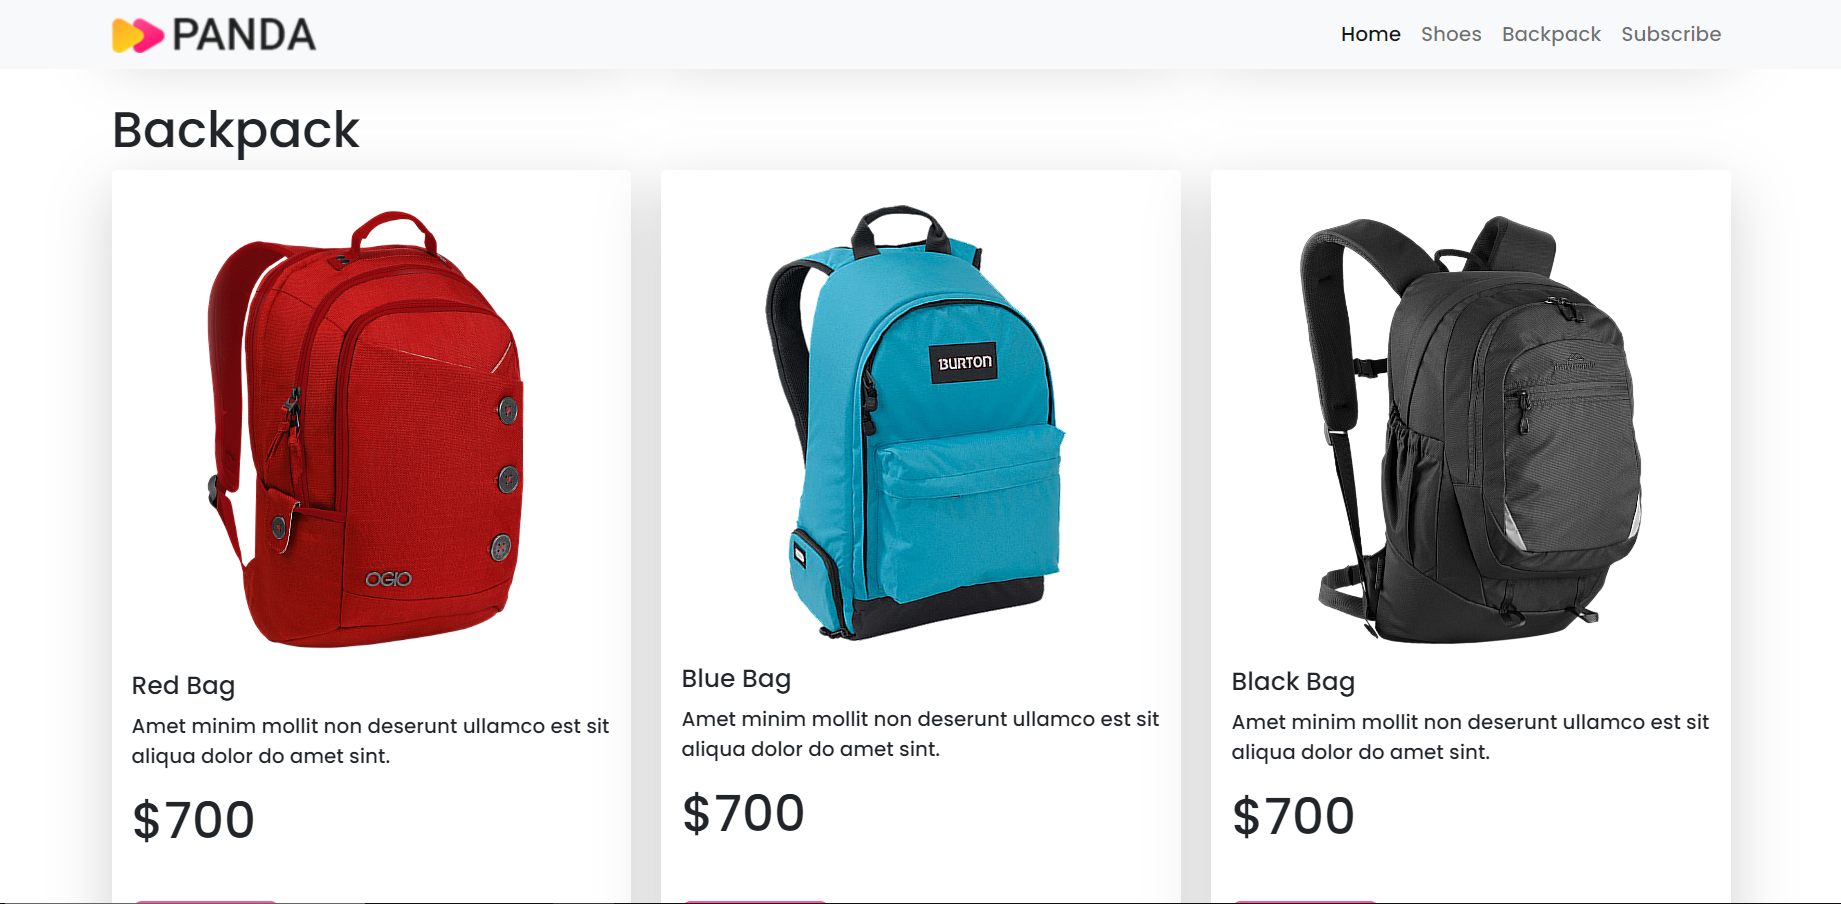 PANDA
Home Shoes Backpack Subscribe
Backpack
OGIO
BURTON
Red Bag
Amet minim mollit non deserunt ullamco est sit
aliqua dolor do amet sint.
$700
Blue Bag
Amet minim mollit non deserunt ullamco est sit
aliqua dolor do amet sint.
$700
Black Bag
Amet minim mollit non deserunt ullamco est sit
aliqua dolor do amet sint.
$700